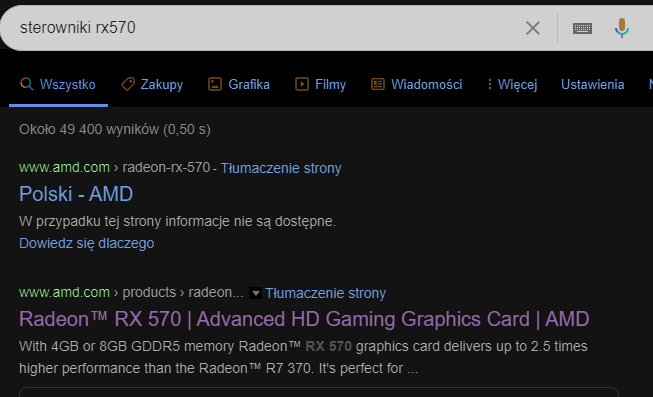 sterowniki rx570
Wszystko Zakupy Grafika Filmy Wiadomości Więcej Ustawienia
Około 49 400 wyników (0,50 s)
www.amd.com › radeon-rx-570 - Tłumaczenie strony
Polski - AMD
W przypadku tej strony informacje nie są dostępne.
Dowiedz się dlaczego
www.amd.com › products › radeon... Tłumaczenie strony
Radeon™ RX 570 | Advanced HD Gaming Graphics Card | AMD
With 4GB or 8GB GDDR5 memory Radeon™ RX 570 graphics card delivers up to 2.5 times
higher performance than the Radeon™ R7 370. It's perfect for ...